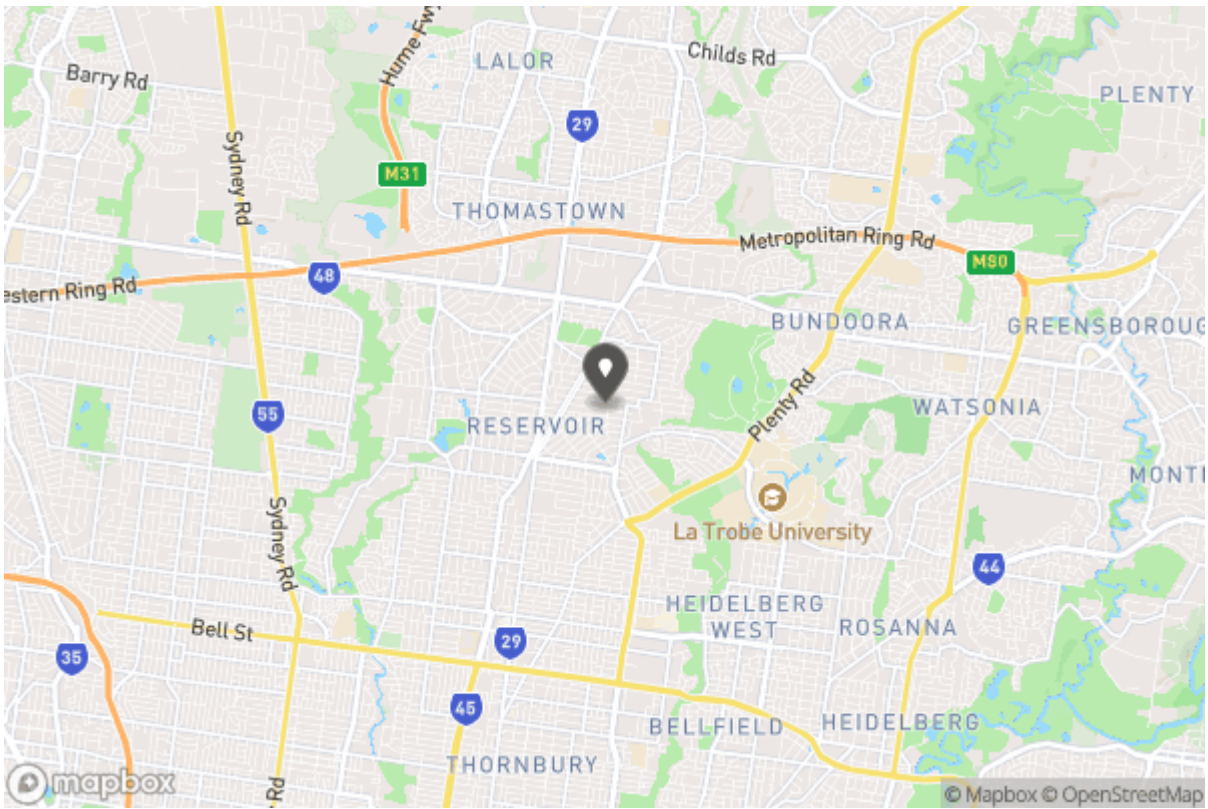 Hume Fwy
LALOR
Childs Rd
Barry Rd
PLENTY
29
Sydney Rd
M31
THOMASTOWN
Metropolitan Ring Rd
M80
48
estern Ring Rd
BUNDOORA
GREENSBOROUG
Plenty Rd
55
RESERVOIR
WATSONIA
MONT
La Trobe University
Sydney Rd
44
HEIDELBERG
WEST
ROSANNA
Bell St
29
35
45
BELLFIELD
HEIDELBERG
THORNBURY
Rd
mapbox
© Mapbox © OpenStreetMap